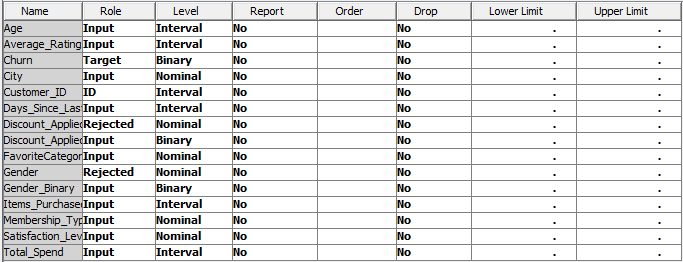 Name Role Level Report Order Drop Lower Limit Upper Limit
Age Input Interval No No . .
Average_Rating Input Interval No No . .
Churn Target Binary No No . .
City Input Nominal No No . .
Customer_ID ID Interval No No . .
Days_Since_Las Input Interval No No . .
Discount_Applied Rejected Nominal No No . .
Discount_Applied Input Binary No No . .
FavoriteCategor Input Nominal No No . .
Gender Rejected Nominal No No . .
Gender_Binary Input Binary No No . .
Items_Purchased Input Interval No No . .
Membership_Typ Input Nominal No No . .
Satisfaction_Lev Input Nominal No No . .
Total_Spend Input Interval No No . .